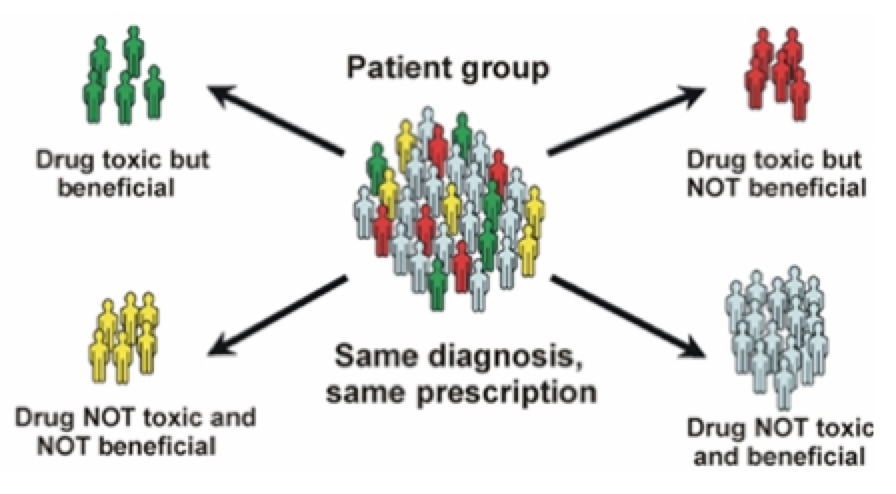 Patient group
Drug toxic but
beneficial
Drug toxic but
NOT beneficial
Same diagnosis,
same prescription
Drug NOT toxic and
NOT beneficial
Drug NOT toxic
and beneficial